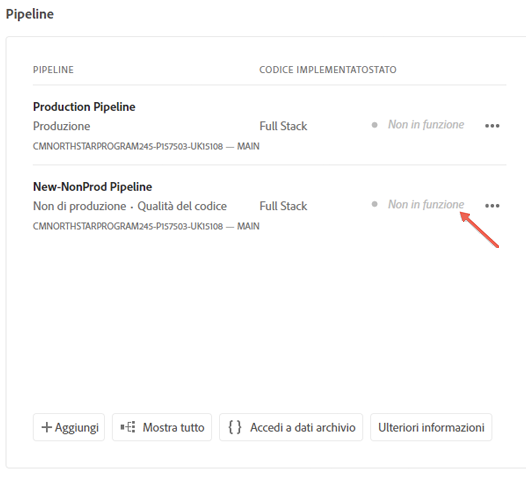 Pipeline
PIPELINE CODICE IMPLEMENTATOSTATO
Production Pipeline
Produzione Full Stack Non in funzione
CMNORTHSTARPROGRAM245-P157503-UK15108 — MAIN
New-NonProd Pipeline
Non di produzione · Qualità del codice Full Stack Non in funzione
CMNORTHSTARPROGRAM245-P157503-UK15108 — MAIN
Aggiungi Mostra tutto Accedi a dati archivio Ulteriori informazioni